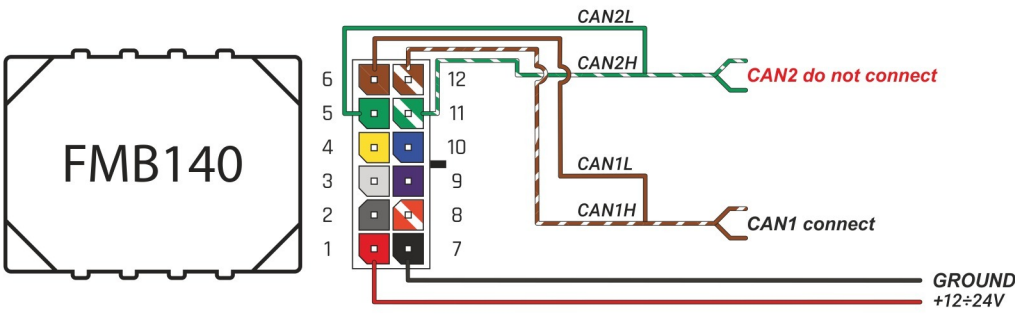 CAN2L
CAN2H
CAN2 do not connect
6 12
5 11
4 10
3 9
2 8
1 7
FMB140
CAN1L
CAN1H
CAN1 connect
GROUND
+12÷24V